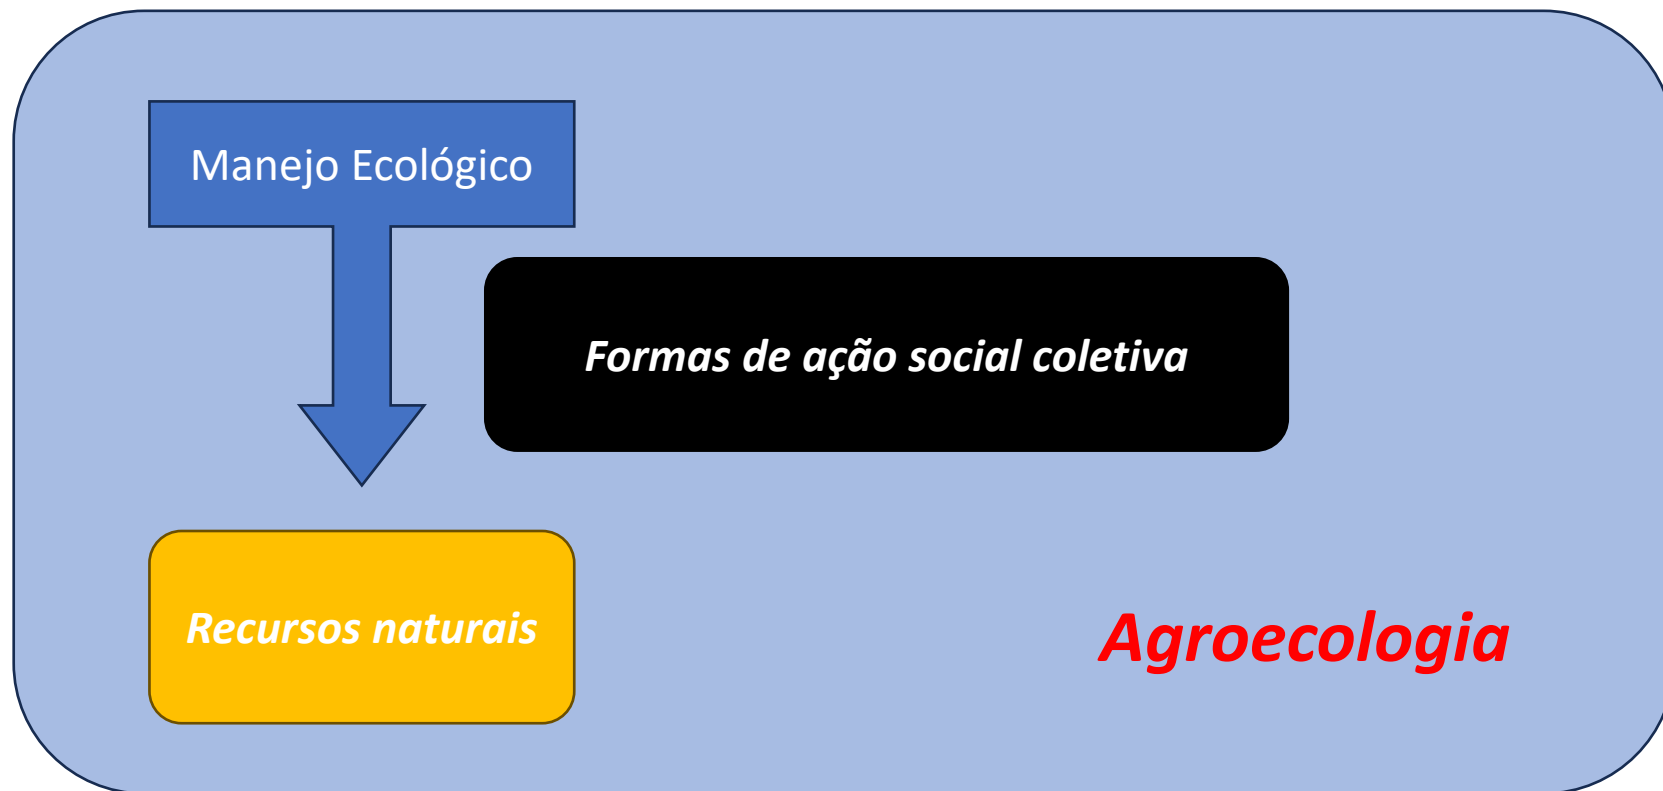 Manejo Ecológico
Formas de ação social coletiva
Recursos naturais
Agroecologia